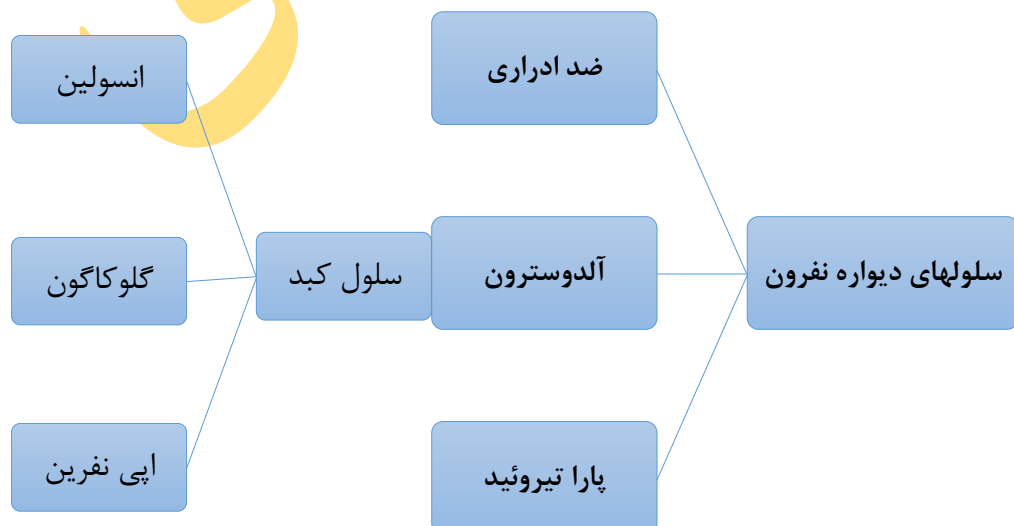 سلولهای دیواره نفرون
ضد ادراری
آلدوسترون
پارا تیروئید
سلول کبد
انسولین
گلوکاگون
اپی نفرین